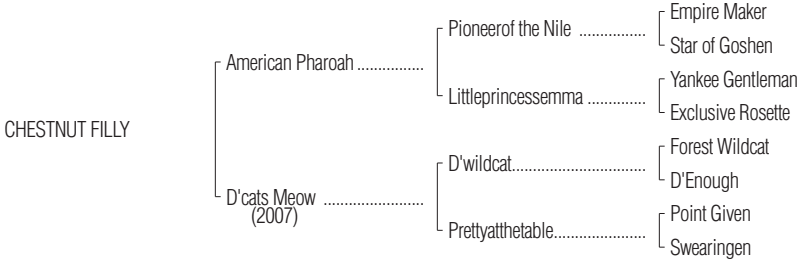 Empire Maker
Pioneerof the Nile ................
Star of Goshen
American Pharoah ................
Yankee Gentleman
Littleprincessemma ..............
Exclusive Rosette
CHESTNUT FILLY
Forest Wildcat
D'wildcat................................
D'Enough
D'cats Meow ........................
(2007)
Point Given
Prettyatthetable......................
Swearingen